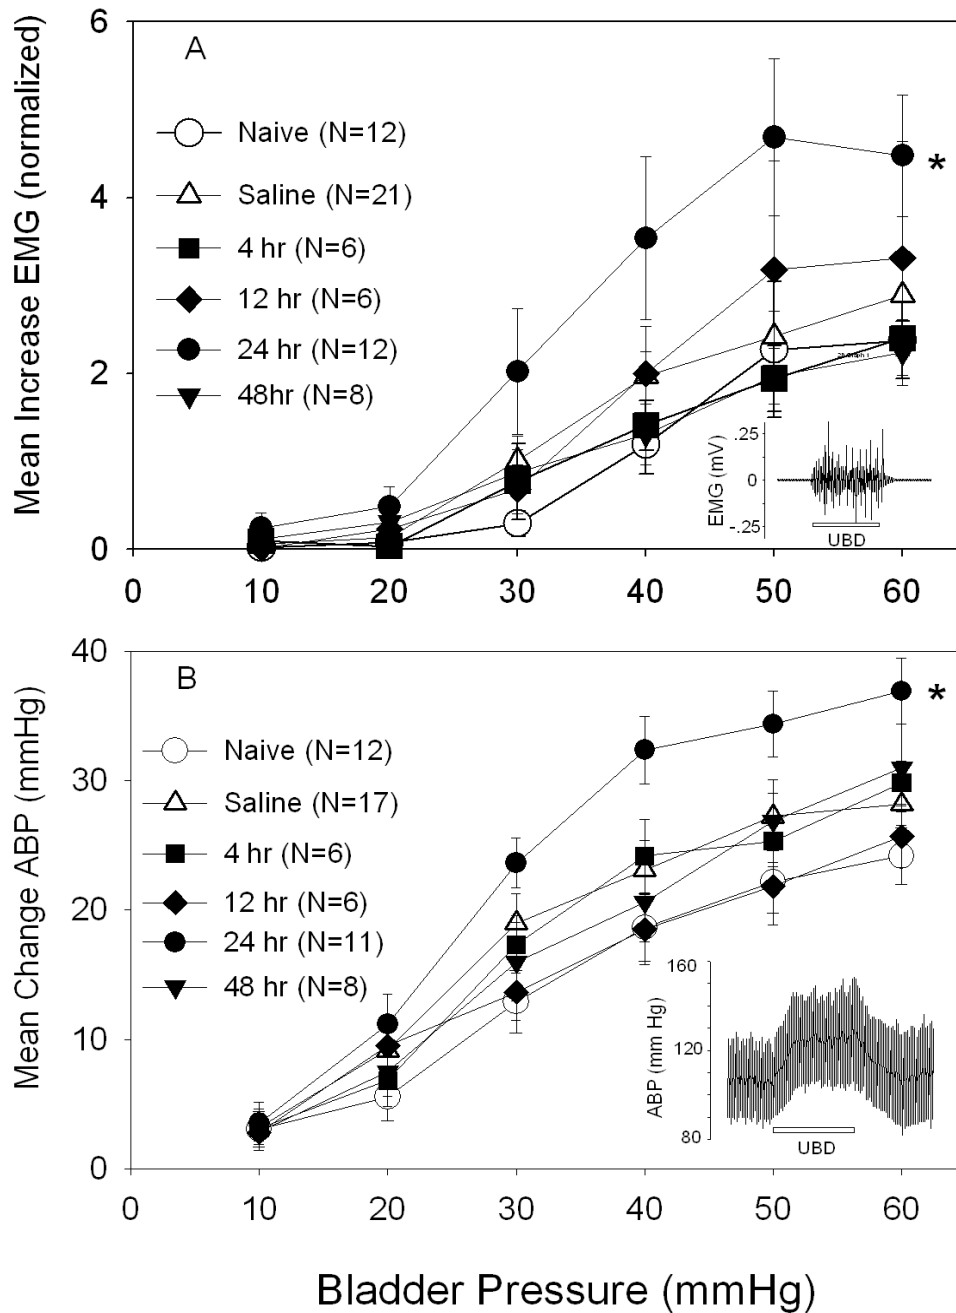 A
Mean Increase EMG (normalized)
6
4
2
0
Naive (N=12)
Saline (N=21)
4 hr (N=6)
12 hr (N=6)
24 hr (N=12)
48hr (N=8)
*
EMG (mV)
.25
0
-.25
UBD
0 10 20 30 40 50 60
B
Mean Change ABP (mmHg)
40
30
20
10
0
Naive (N=12)
Saline (N=17)
4 hr (N=6)
12 hr (N=6)
24 hr (N=11)
48 hr (N=8)
*
ABP (mm Hg)
160
120
80
UBD
0 10 20 30 40 50 60
Bladder Pressure (mmHg)